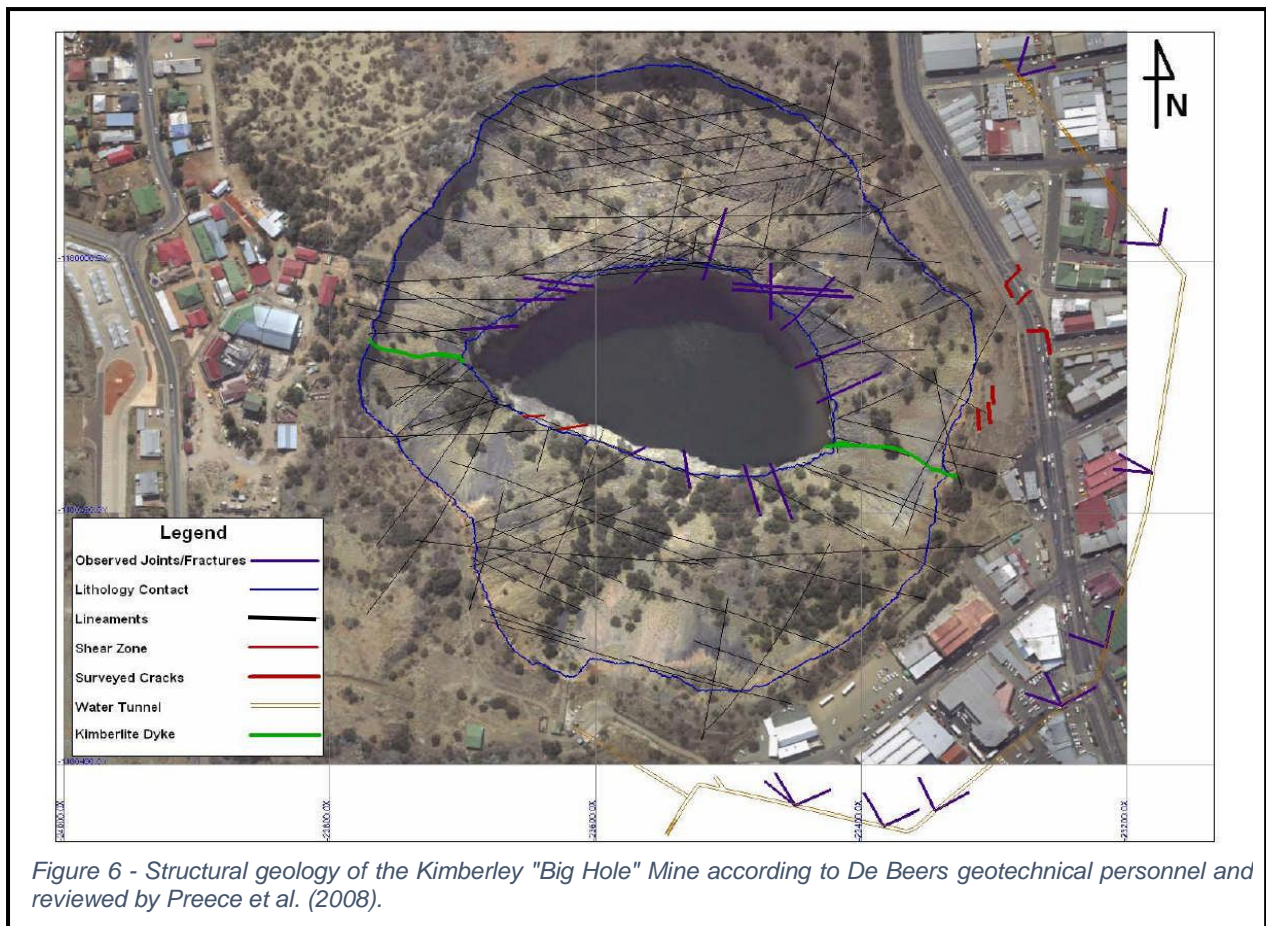 N
-1180000.0X
Legend
Observed Joints/Fractures
Lithology Contact
Lineaments
Shear Zone
Surveyed Cracks
Water Tunnel
Kimberlite Dyke
Figure 6 - Structural geology of the Kimberley "Big Hole" Mine according to De Beers geotechnical personnel and
reviewed by Preece et al. (2008).